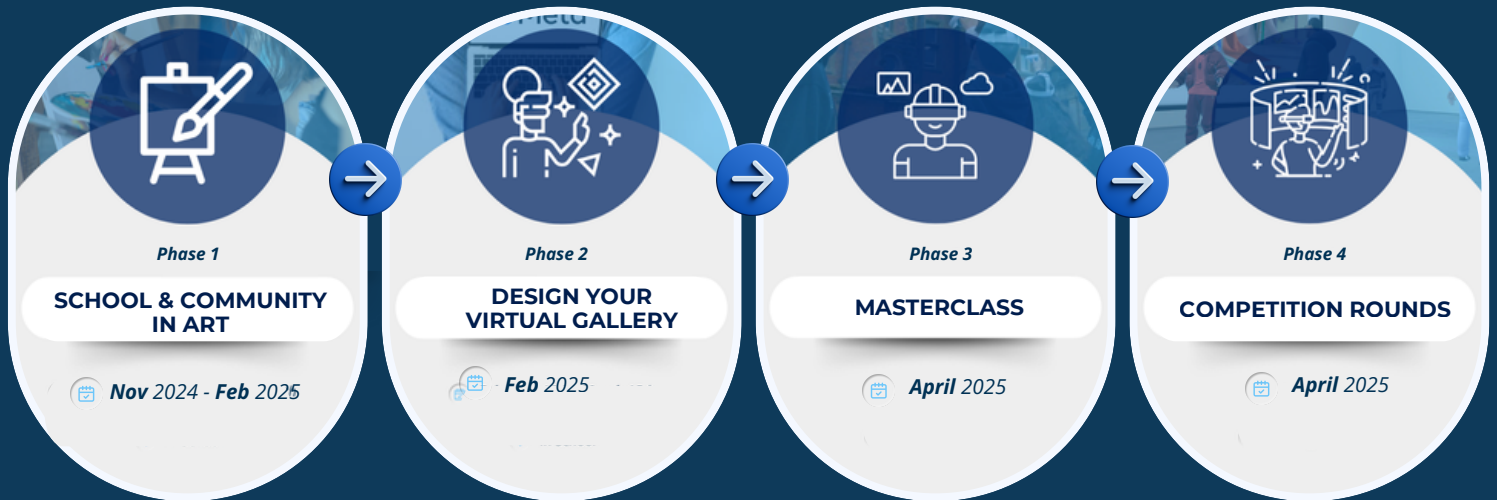 Meta
Phase 1
SCHOOL & COMMUNITY
IN ART
Nov 2024 - Feb 2025
Phase 2
DESIGN YOUR
VIRTUAL GALLERY
Feb 2025
Phase 3
MASTERCLASS
April 2025
Phase 4
COMPETITION ROUNDS
April 2025